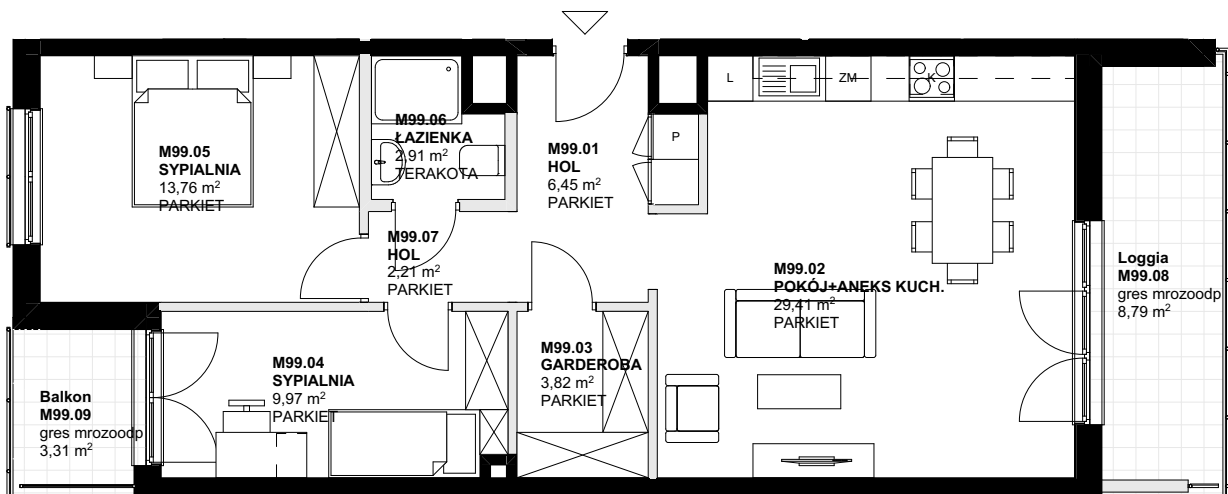 L
ZM
K
P
M99.05
SYPIALNIA
13,76 m²
PARKIET
M99.06
ŁAZIENKA
2,91 m²
TERAKOTA
M99.01
HOL
6,45 m²
PARKIET
M99.07
HOL
2,21 m²
PARKIET
M99.02
POKÓJ+ANEKS KUCH.
29,41 m²
PARKIET
Loggia
M99.08
gres mrozoodp
8,79 m²
M99.03
GARDEROBA
3,82 m²
PARKIET
M99.04
SYPIALNIA
9,97 m²
PARKIET
Balkon
M99.09
gres mrozoodp
3,31 m²